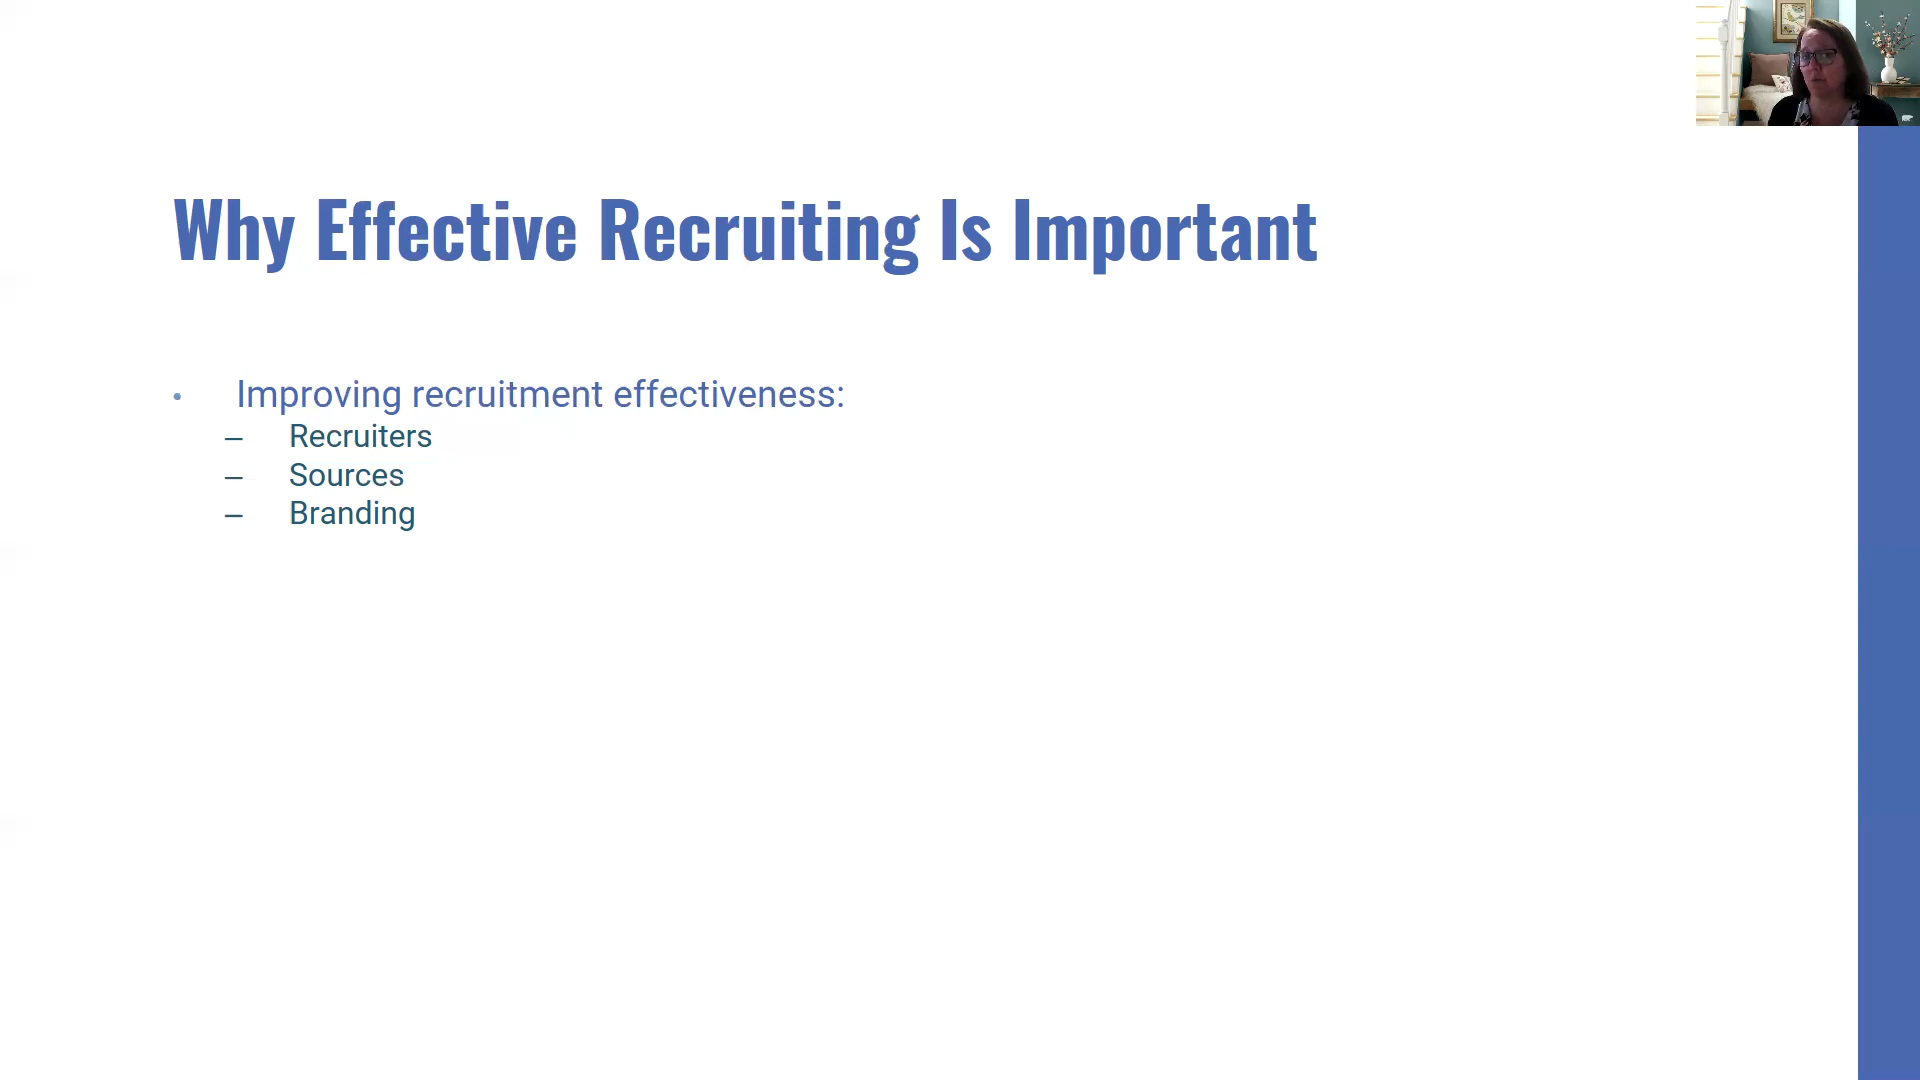 Why Effective Recruiting Is Important
• Improving recruitment effectiveness:
– Recruiters
– Sources
– Branding